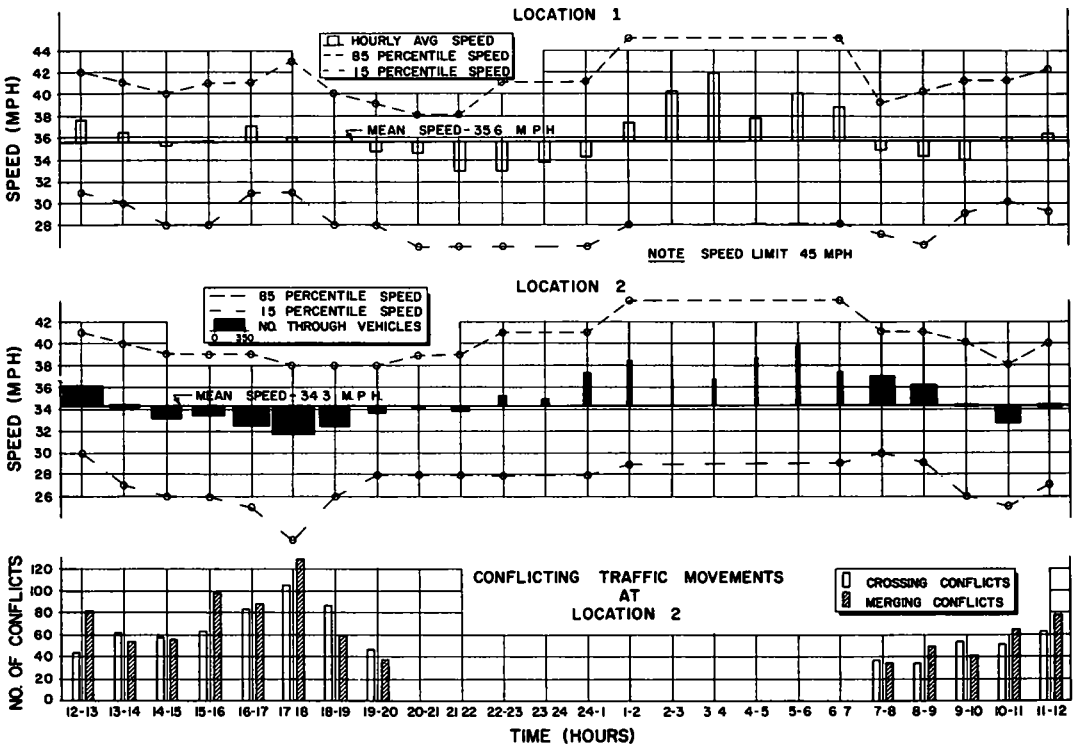 LOCATION 1
HOURLY AVG SPEED
85 PERCENTILE SPEED
15 PERCENTILE SPEED
SPEED (MPH)
44
42
40
38
36
34
32
30
28
MEAN SPEED-35 6 M P H
NOTE SPEED LIMIT 45 MPH
LOCATION 2
85 PERCENTILE SPEED
15 PERCENTILE SPEED
NO. THROUGH VEHICLES
0 350
SPEED (MPH)
42
40
38
36
34
32
30
28
26
MEAN SPEED-34 3 M. P. H
CONFLICTING TRAFFIC MOVEMENTS
AT
LOCATION 2
CROSSING CONFLICTS
MERGING CONFLICTS
NO. OF CONFLICTS
120
100
80
60
40
20
0
12-13 13-14 14-15 15-16 16-17 17 18 18-19 19-20 20-21 21 22 22-23 23 24 24-1 1-2 2-3 3 4 4-5 5-6 6 7 7-8 8-9 9-10 10-11 11-12
TIME (HOURS)